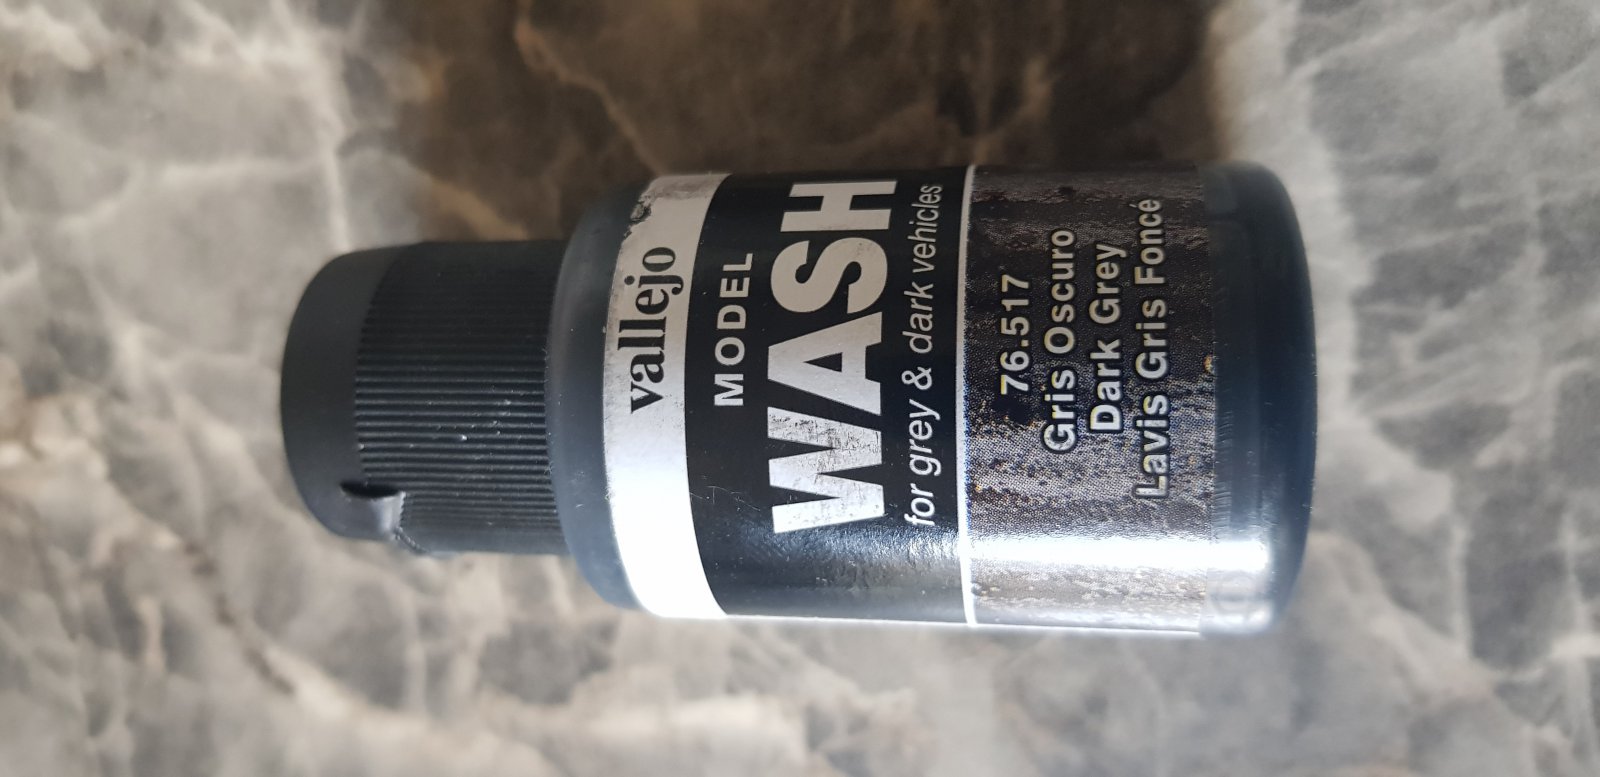 vallejo
MODEL
WASH
for grey & dark vehicles
76.517
Gris Oscuro
Dark Grey
Lavis Gris Foncé